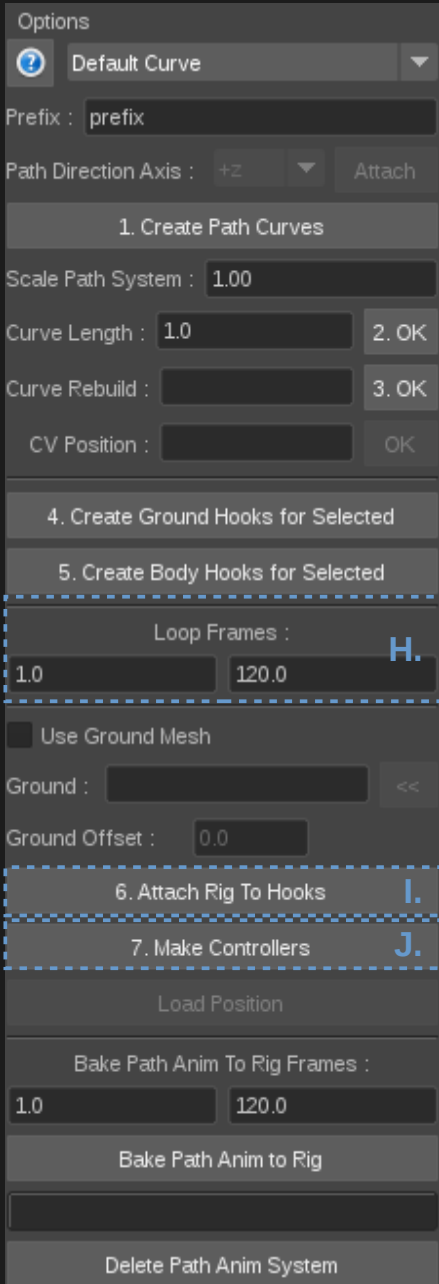 Options
? Default Curve
Prefix : prefix
Path Direction Axis : +z Attach
1. Create Path Curves
Scale Path System : 1.00
Curve Length : 1.0 2. OK
Curve Rebuild : 3. OK
CV Position : OK
4. Create Ground Hooks for Selected
5. Create Body Hooks for Selected
Loop Frames :
H.
1.0 120.0
Use Ground Mesh
Ground : <<
Ground Offset : 0.0
6. Attach Rig To Hooks I.
7. Make Controllers J.
Load Position
Bake Path Anim To Rig Frames :
1.0 120.0
Bake Path Anim to Rig
Delete Path Anim System